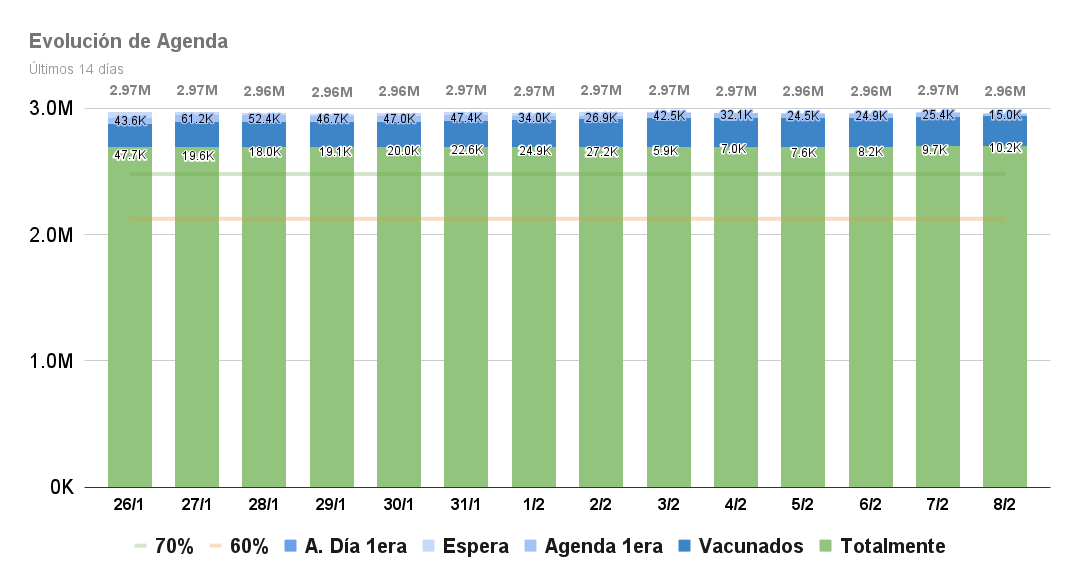 Evolución de Agenda
Últimos 14 días
2.97M 2.97M 2.96M 2.96M 2.96M 2.97M 2.97M 2.97M 2.97M 2.97M 2.96M 2.96M 2.97M 2.96M
3.0M
43.6K 61.2K 52.4K 46.7K 47.0K 47.4K 34.0K 26.9K 42.5K 32.1K 24.5K 24.9K 25.4K 15.0K
47.7K 19.6K 18.0K 19.1K 20.0K 22.6K 24.9K 27.2K 5.9K 7.0K 7.6K 8.2K 9.7K 10.2K
2.0M
1.0M
0K
26/1 27/1 28/1 29/1 30/1 31/1 1/2 2/2 3/2 4/2 5/2 6/2 7/2 8/2
70% 60% A. Día 1era Espera Agenda 1era Vacunados Totalmente